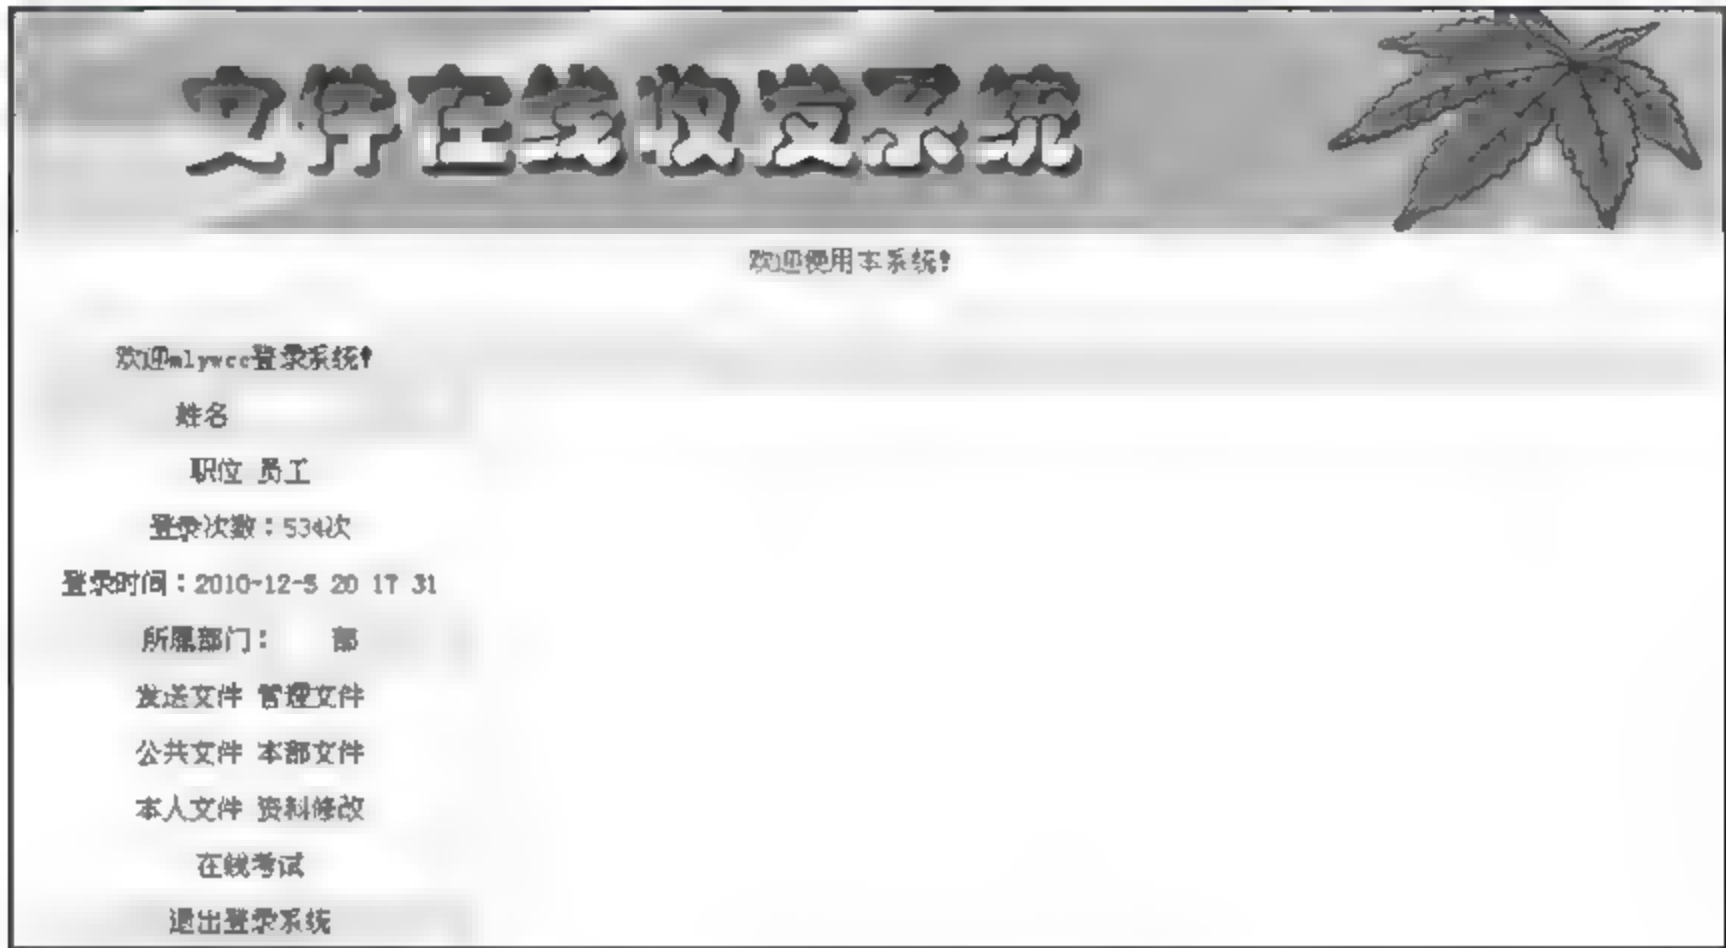 文件在线收发系统
欢迎使用本系统!
欢迎mlywcc登录系统!
姓名
职位 员工
登录次数:534次
登录时间:2010-12-5 20 17 31
所属部门: 部
发送文件 管理文件
公共文件 本部文件
本人文件 资料修改
在线考试
退出登录系统